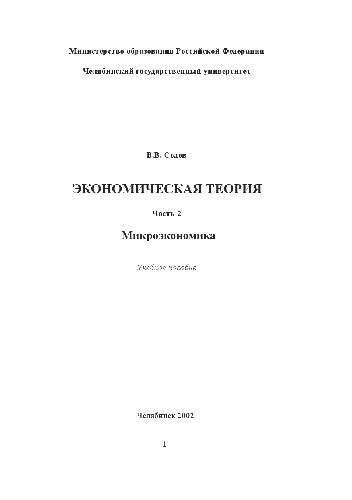 Министерство образования Российской Федерации
Челябинский государственный университет
В.В. Седов
ЭКОНОМИЧЕСКАЯ ТЕОРИЯ
Часть 2
Микроэкономика
Учебное пособие
Челябинск 2002
1